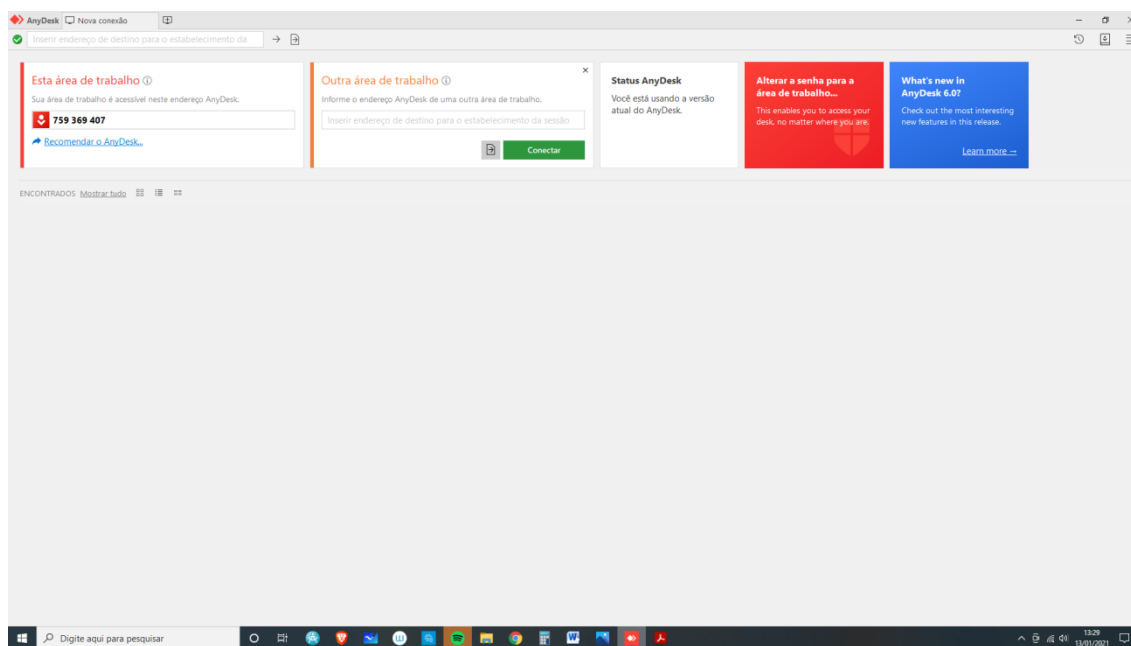 AnyDesk Nova conexão
Inserir endereço de destino para o estabelecimento da
Esta área de trabalho
Sua área de trabalho é acessível neste endereço AnyDesk.
759 369 407
Recomendar o AnyDesk...
Outra área de trabalho
Informe o endereço AnyDesk de uma outra área de trabalho.
Inserir endereço de destino para o estabelecimento da sessão
Conectar
Status AnyDesk
Você está usando a versão
atual do AnyDesk.
Alterar a senha para a
área de trabalho...
This enables you to access your
desk, no matter where you are.
What's new in
AnyDesk 6.0?
Check out the most interesting
new features in this release.
Learn more →
ENCONTRADOS Mostrar tudo
Digite aqui para pesquisar
13:29
13/01/2021